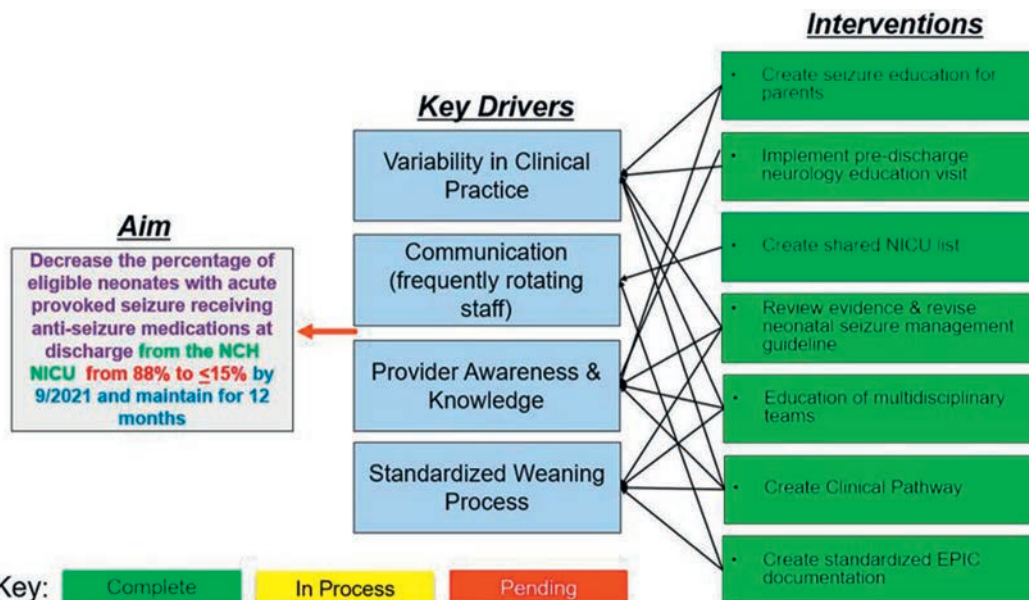 Interventions
Key Drivers
Aim
Decrease the percentage of
eligible neonates with acute
provoked seizure receiving
anti-seizure medications at
discharge from the NCH
NICU from 88% to ≤15% by
9/2021 and maintain for 12
months
Variability in Clinical
Practice
Communication
(frequently rotating
staff)
Provider Awareness &
Knowledge
Standardized Weaning
Process
• Create seizure education for
parents
• Implement pre-discharge
neurology education visit
• Create shared NICU list
• Review evidence & revise
neonatal seizure management
guideline
• Education of multidisciplinary
teams
• Create Clinical Pathway
• Create standardized EPIC
documentation
Key: Complete In Process Pending